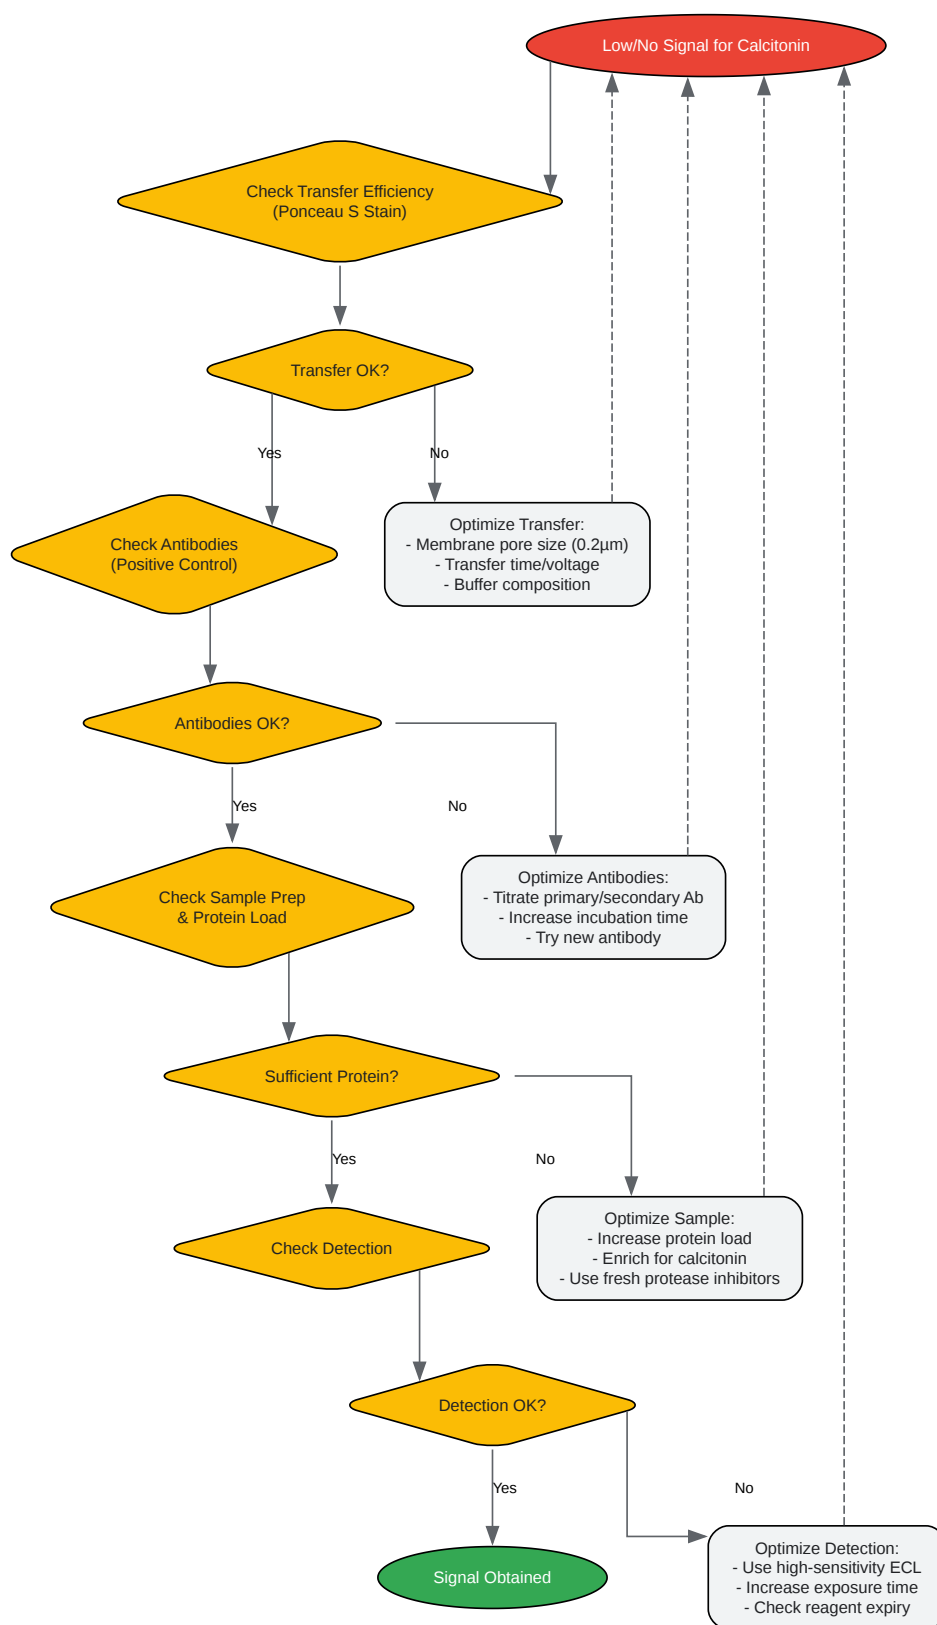 Low/No Signal for Calcitonin
Check Transfer Efficiency
(Ponceau S Stain)
Transfer OK?
Yes
No
Optimize Transfer:
- Membrane pore size (0.2µm)
- Transfer time/voltage
- Buffer composition
Check Antibodies
(Positive Control)
Antibodies OK?
Yes
No
Optimize Antibodies:
- Titrate primary/secondary Ab
- Increase incubation time
- Try new antibody
Check Sample Prep
& Protein Load
Sufficient Protein?
Yes
No
Optimize Sample:
- Increase protein load
- Enrich for calcitonin
- Use fresh protease inhibitors
Check Detection
Detection OK?
Yes
No
Optimize Detection:
- Use high-sensitivity ECL
- Increase exposure time
- Check reagent expiry
Signal Obtained